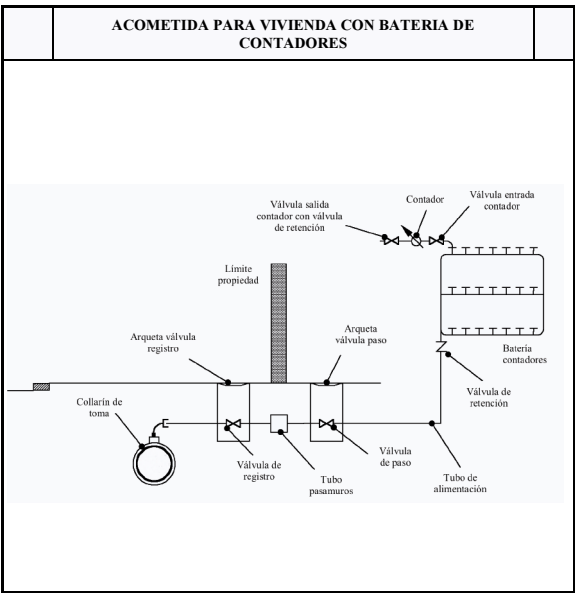 ACOMETIDA PARA VIVIENDA CON BATERIA DE
CONTADORES
Válvula salida
contador con válvula
de retención
Contador
Válvula entrada
contador
Límite
propiedad
Arqueta válvula
registro
Arqueta
válvula paso
Batería
contadores
Válvula de
retención
Collarín de
toma
Válvula de
registro
Tubo
pasamuros
Válvula
de paso
Tubo de
alimentación